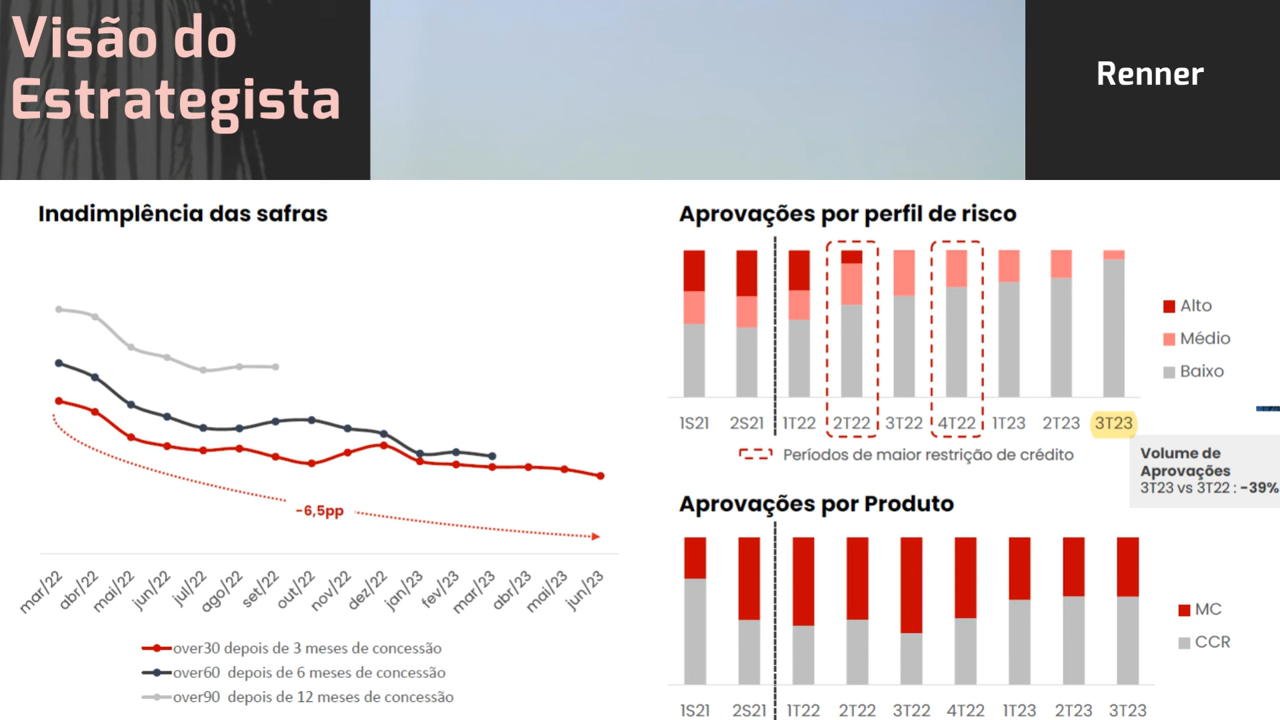 Visão do
Estrategista
Renner
Inadimplência das safras
-6,5pp
mar/22
abr/22
mai/22
jun/22
jul/22
ago/22
set/22
out/22
nov/22
dez/22
jan/23
fev/23
mar/23
abr/23
mai/23
jun/23
over30 depois de 3 meses de concessão
over60 depois de 6 meses de concessão
over90 depois de 12 meses de concessão
Aprovações por perfil de risco
Alto
Médio
Baixo
1S21 2S21 1T22 2T22 3T22 4T22 1T23 2T23 3T23
Períodos de maior restrição de crédito
Volume de
Aprovações
3T23 vs 3T22 : -39%
Aprovações por Produto
MC
CCR
1S21 2S21 1T22 2T22 3T22 4T22 1T23 2T23 3T23